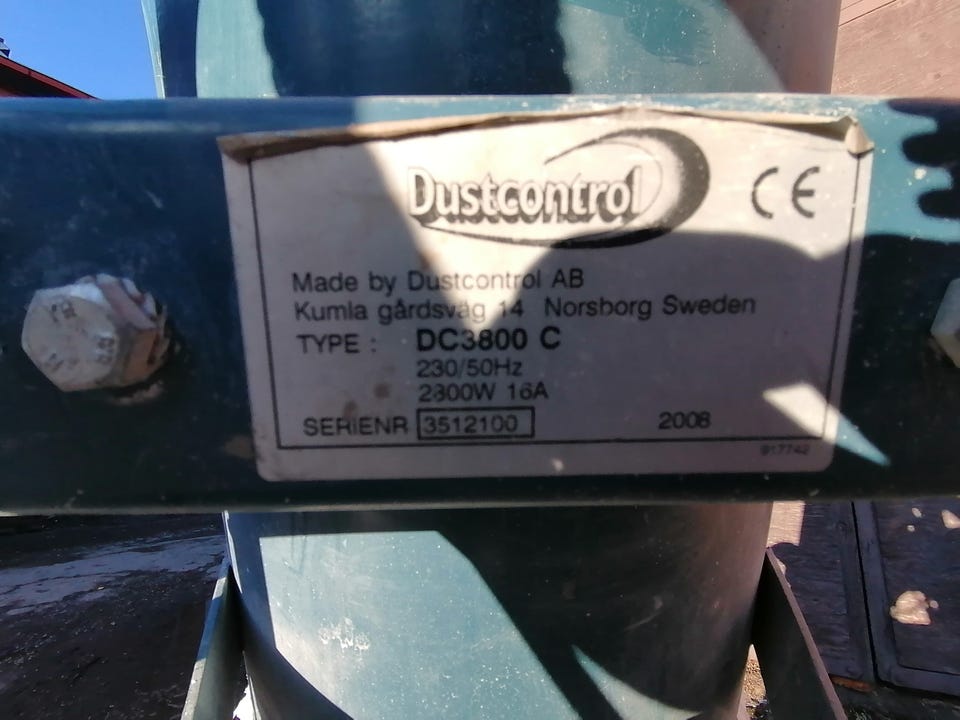 Dustcontrol
CE
Made by Dustcontrol AB
Kumla gårdsväg 14 Norsborg Sweden
TYPE : DC3800 C
230/50Hz
2800W 16A
SERIENR 3512100 2008
917742